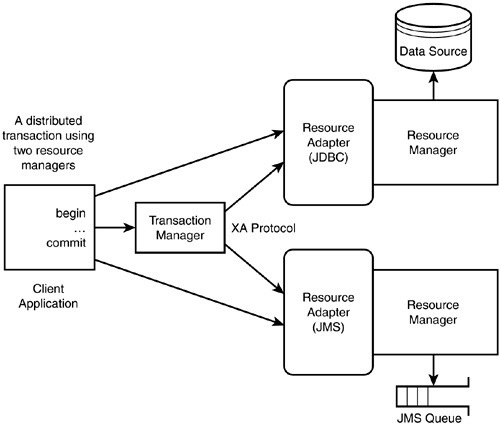 Data Source
A distributed
transaction using
two resource
managers
Resource
Adapter
(JDBC)
Resource
Manager
begin
...
commit
Transaction
Manager
XA Protocol
Client
Application
Resource
Adapter
(JMS)
Resource
Manager
JMS Queue